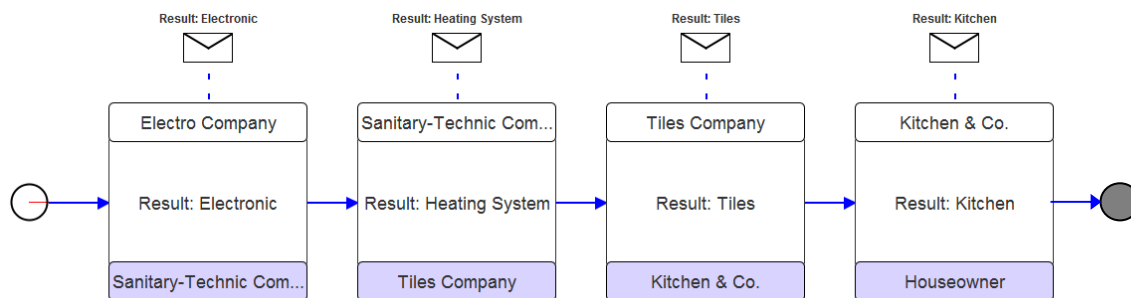 Result: Electronic
Result: Heating System
Result: Tiles
Result: Kitchen
Electro Company
Sanitary-Technic Com...
Tiles Company
Kitchen & Co.
Result: Electronic
Result: Heating System
Result: Tiles
Result: Kitchen
Sanitary-Technic Com...
Tiles Company
Kitchen & Co.
Houseowner